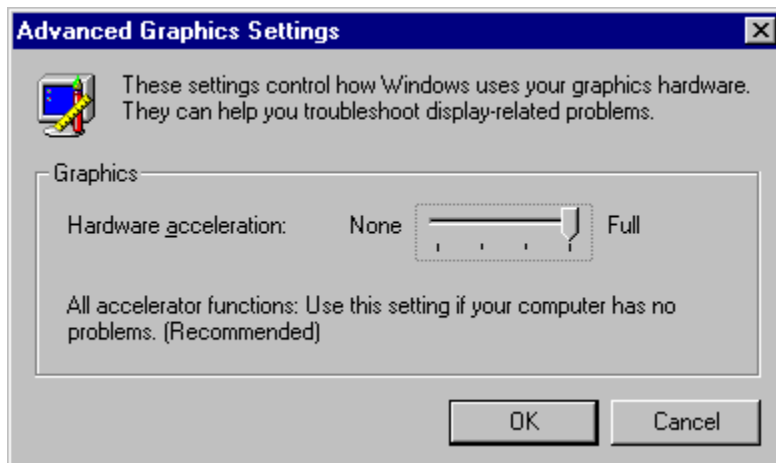 Advanced Graphics Settings
These settings control how Windows uses your graphics hardware.
They can help you troubleshoot display-related problems.
Graphics
Hardware acceleration: None Full
All accelerator functions: Use this setting if your computer has no
problems. (Recommended)
OK Cancel